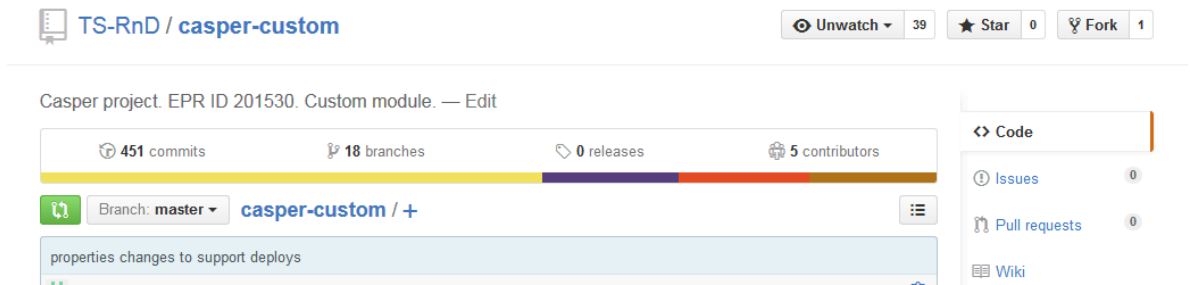 TS-RnD / casper-custom
Unwatch 39 Star 0 Fork 1
Casper project. EPR ID 201530. Custom module. — Edit
451 commits 18 branches 0 releases 5 contributors
Branch: master casper-custom / +
properties changes to support deploys
Code
Issues 0
Pull requests 0
Wiki